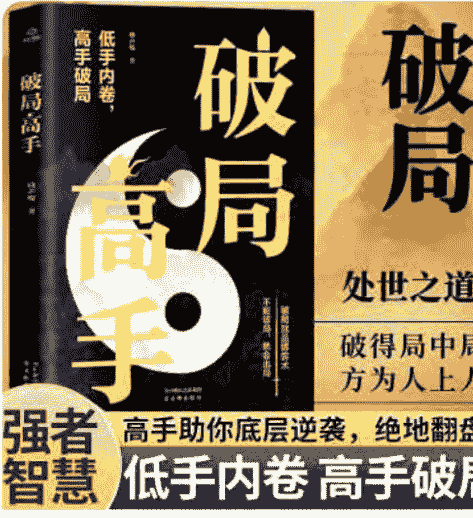 破局高手
低手内卷，
高手破局
破局
高手
破局
处世之道
破得局中局
方为人上人
强者
智慧
高手助你底层逆袭，绝地翻盘
低手内卷 高手破局